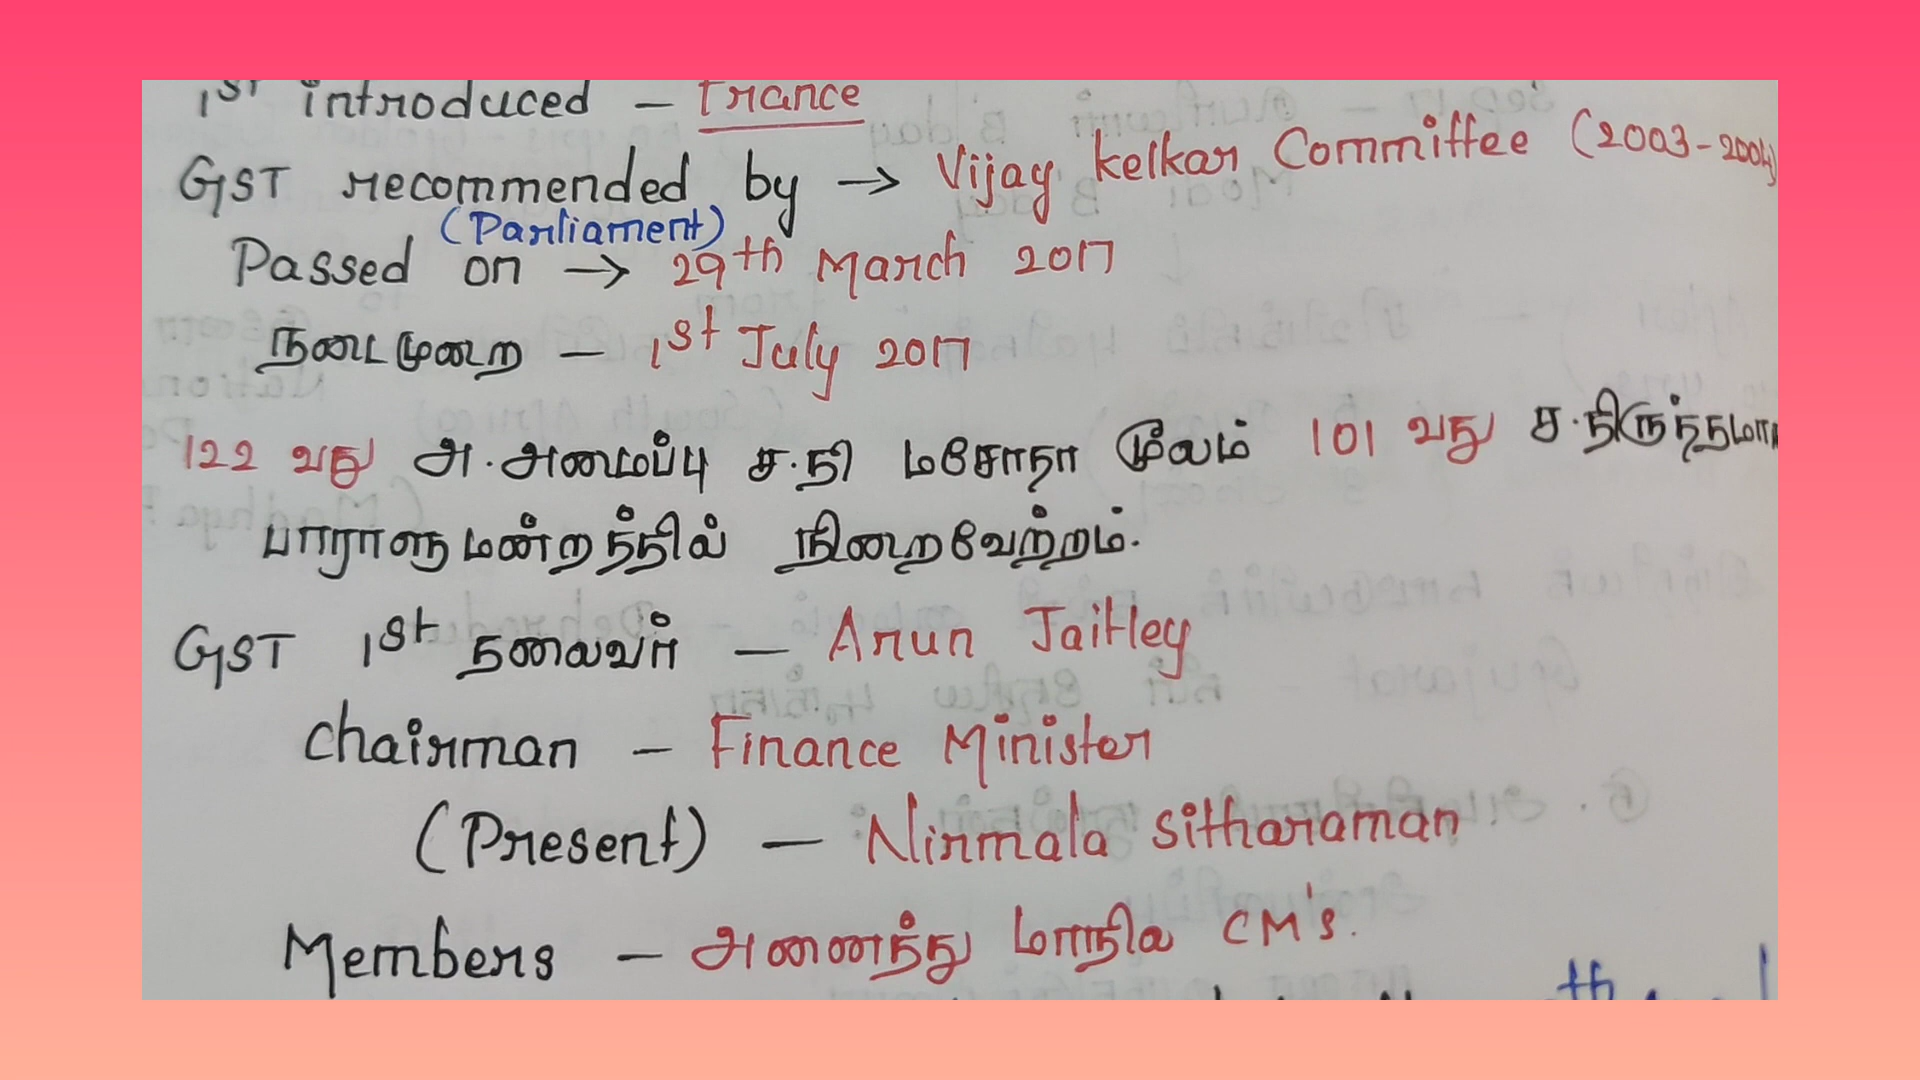 1st introduced – France
GST recommended by → Vijay Kelkar Committee (2003-2004)
(Parliament)
Passed on → 29th March 2017
நடைமுறை – 1st July 2017
122 வது அ.அமைப்பு ச.தி மசோதா மூலம் 101 வது ச.திருத்தமா
பாராளுமன்றத்தில் நிறைவேற்றம்.
GST 1st தலைவர் – Arun Jaitley
Chairman – Finance Minister
(Present) – Nirmala Sitharaman
Members – அனைத்து மாநில CM's.
th